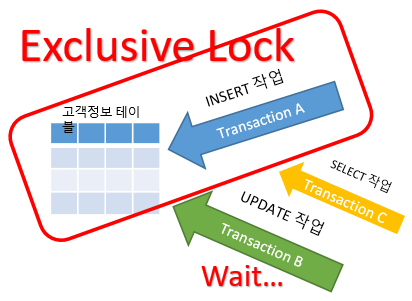 Exclusive Lock
고객정보 테이
블
INSERT 작업
Transaction A
SELECT 작업
Transaction C
UPDATE 작업
Transaction B
Wait...